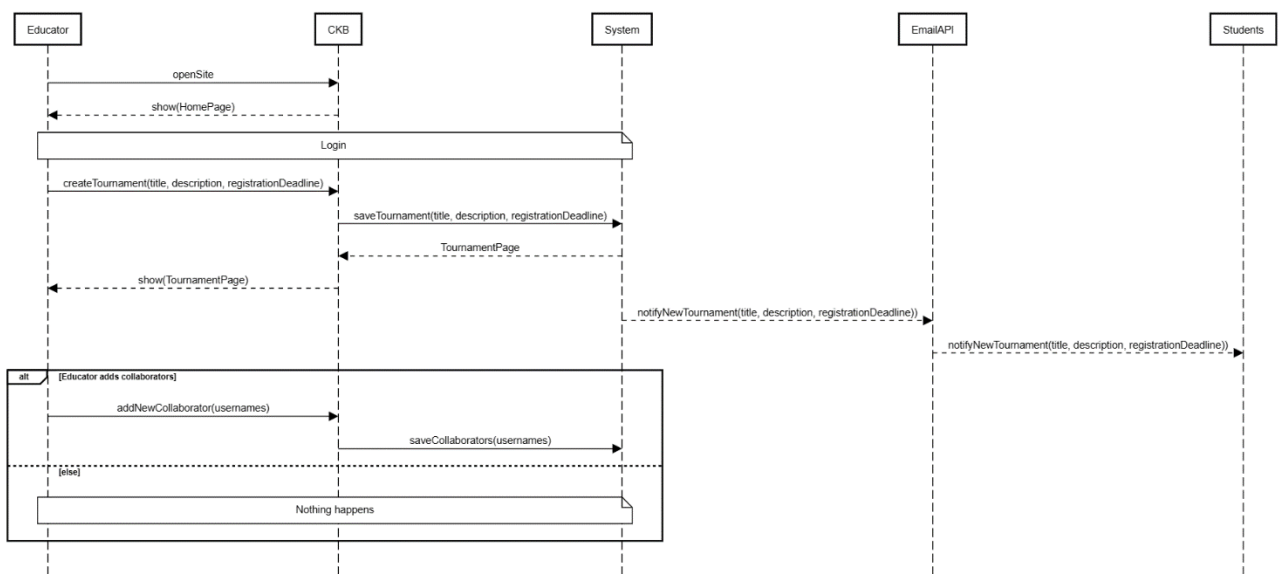 Educator
CKB
System
EmailAPI
Students
openSite
show(HomePage)
Login
createTournament(title, description, registrationDeadline)
saveTournament(title, description, registrationDeadline)
TournamentPage
show(TournamentPage)
notifyNewTournament(title, description, registrationDeadline))
notifyNewTournament(title, description, registrationDeadline))
alt
[Educator adds collaborators]
addNewCollaborator(usernames)
saveCollaborators(usernames)
[else]
Nothing happens